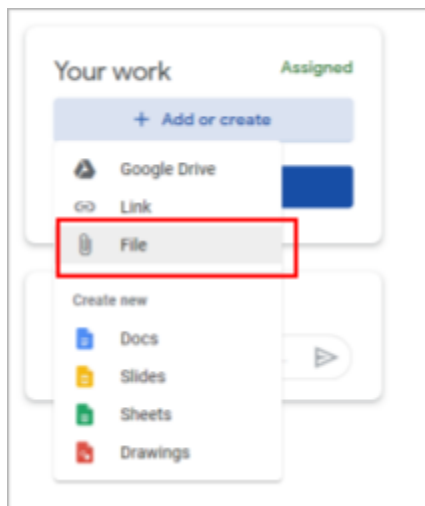 Your work
Assigned
+ Add or create
Google Drive
Link
File
Create new
Docs
Slides
Sheets
Drawings